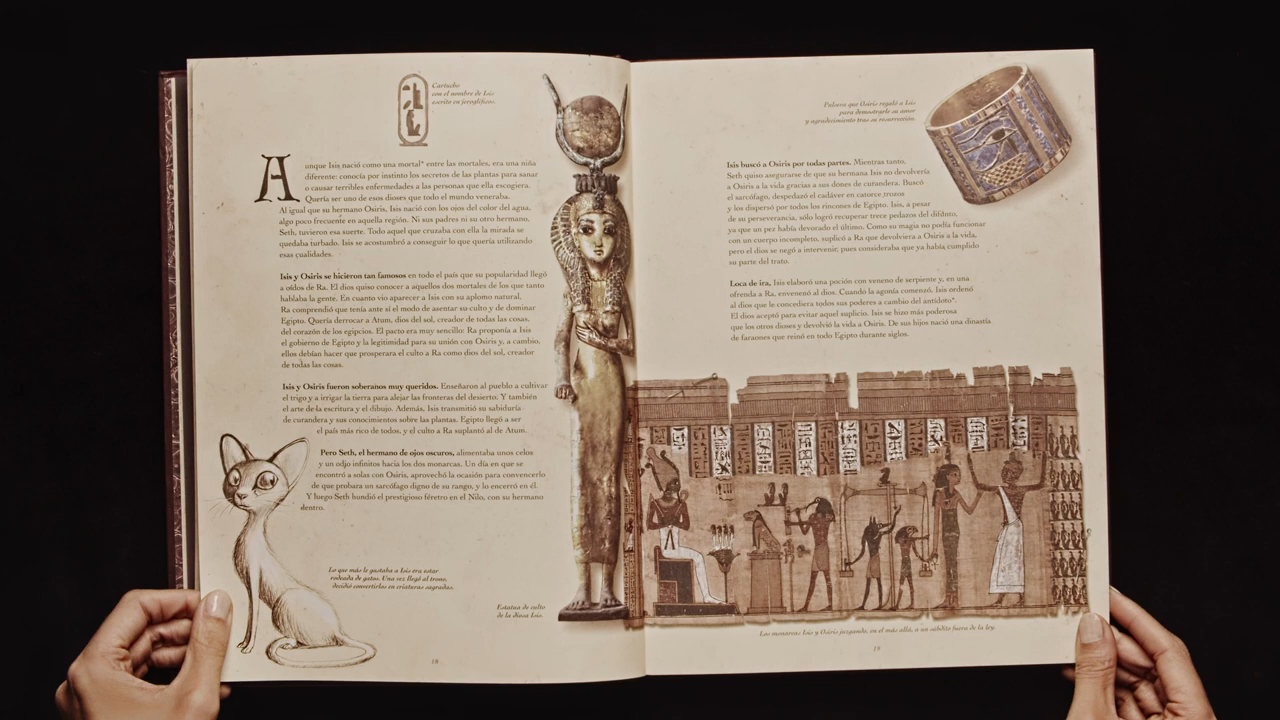 Cartucho
con el nombre de Isis
escrito en jeroglíficos.
Aunque Isis nació como una mortal* entre las mortales, era una niña
diferente: conocía por instinto los secretos de las plantas para sanar
o causar terribles enfermedades a las personas que ella escogiera.
Quería ser uno de esos dioses que todo el mundo veneraba.
Al igual que su hermano Osiris, Isis nació con los ojos del color del agua,
algo poco frecuente en aquella región. Ni sus padres ni su otro hermano,
Seth, tuvieron esa suerte. Todo aquel que cruzaba con ella la mirada se
quedaba turbado. Isis se acostumbró a conseguir lo que quería utilizando
esas cualidades.
Isis y Osiris se hicieron tan famosos en todo el país que su popularidad llegó
a oídos de Ra. El dios quiso conocer a aquellos dos mortales de los que tanto
hablaba la gente. En cuanto vio aparecer a Isis con su aplomo natural,
Ra comprendió que tenía ante sí el modo de asentar su culto y de dominar
Egipto. Quería derrocar a Atum, dios del sol, creador de todas las cosas,
del corazón de los egipcios. El pacto era muy sencillo: Ra proponía a Isis
el gobierno de Egipto y la legitimidad para su unión con Osiris y, a cambio,
ellos debían hacer que prosperara el culto a Ra como dios del sol, creador
de todas las cosas.
Isis y Osiris fueron soberanos muy queridos. Enseñaron al pueblo a cultivar
el trigo y a irrigar la tierra para alejar las fronteras del desierto. Y también
el arte de la escritura y el dibujo. Además, Isis transmitió su sabiduría
de curandera y sus conocimientos sobre las plantas. Egipto llegó a ser
el país más rico de todos, y el culto a Ra suplantó al de Atum.
Pero Seth, el hermano de ojos oscuros, alimentaba unos celos
y un odio infinitos hacia los dos monarcas. Un día en que se
encontró a solas con Osiris, aprovechó la ocasión para convencerlo
de que probara un sarcófago digno de su rango, y lo encerró en él.
Y luego Seth hundió el prestigioso féretro en el Nilo, con su hermano
dentro.
Lo que más le gustaba a Isis era estar
rodeada de gatos. Una vez llegó al trono,
decidió convertirlos en criaturas sagradas.
Estatua de culto
de la diosa Isis.
18
Pulsera que Osiris regaló a Isis
para demostrarle su amor
y agradecimiento tras su resurrección.
Isis buscó a Osiris por todas partes. Mientras tanto,
Seth quiso asegurarse de que su hermana Isis no devolvería
a Osiris a la vida gracias a sus dones de curandera. Buscó
el sarcófago, despedazó el cadáver en catorce trozos
y los dispersó por todos los rincones de Egipto. Isis, a pesar
de su perseverancia, sólo logró recuperar trece pedazos del difunto,
ya que un pez había devorado el último. Como su magia no podía funcionar
con un cuerpo incompleto, suplicó a Ra que devolviera a Osiris a la vida,
pero el dios se negó a intervenir, pues consideraba que ya había cumplido
su parte del trato.
Loca de ira, Isis elaboró una poción con veneno de serpiente y, en una
ofrenda a Ra, envenenó al dios. Cuando la agonía comenzó, Isis ordenó
al dios que le concediera todos sus poderes a cambio del antídoto*.
El dios aceptó para evitar aquel suplicio. Isis se hizo más poderosa
que los otros dioses y devolvió la vida a Osiris. De sus hijos nació una dinastía
de faraones que reinó en todo Egipto durante siglos.
Los monarcas Isis y Osiris juzgando, en el más allá, a un súbdito fuera de la ley.
19